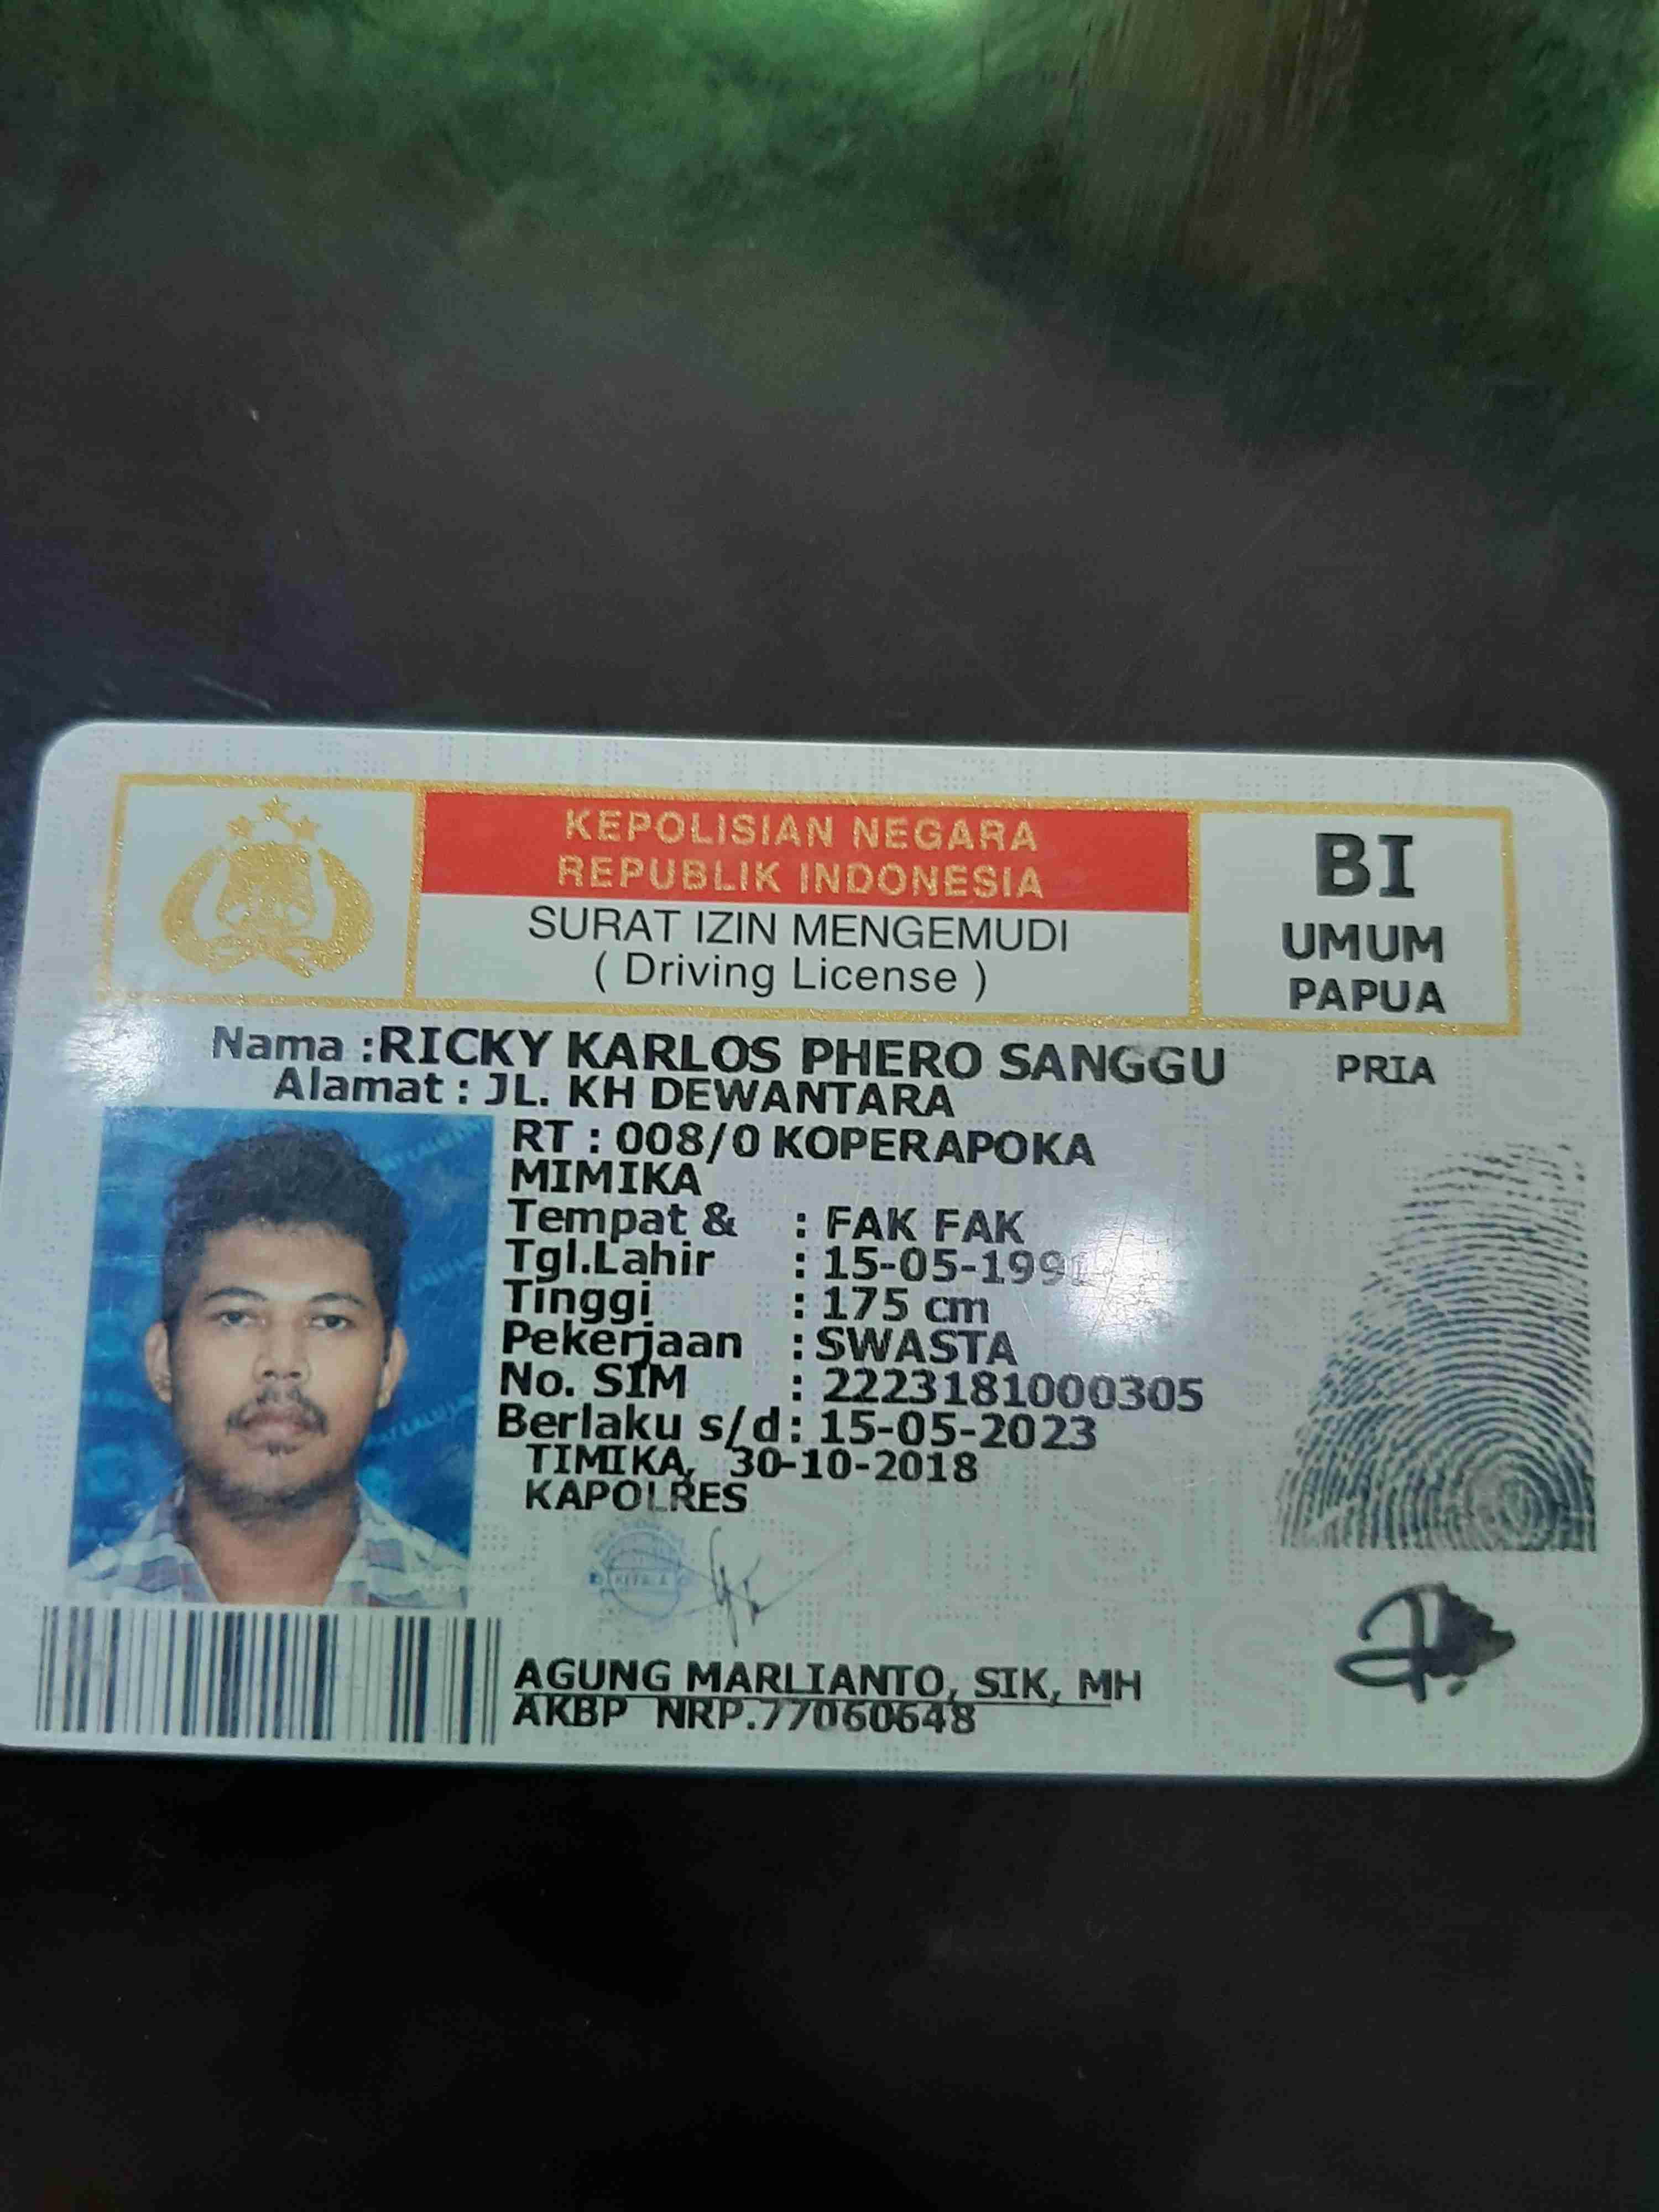 KEPOLISIAN NEGARA
REPUBLIK INDONESIA
SURAT IZIN MENGEMUDI
( Driving License )
BI
UMUM
PAPUA
Nama :RICKY KARLOS PHERO SANGGU
PRIA
Alamat : JL. KH DEWANTARA
RT : 008/0 KOPERAPOKA
MIMIKA
Tempat & : FAK FAK
Tgl.Lahir : 15-05-1991
Tinggi : 175 cm
Pekerjaan : SWASTA
No. SIM : 2223181000305
Berlaku s/d : 15-05-2023
TIMIKA, 30-10-2018
KAPOLRES
AGUNG MARLIANTO, SIK, MH
AKBP NRP.77060648